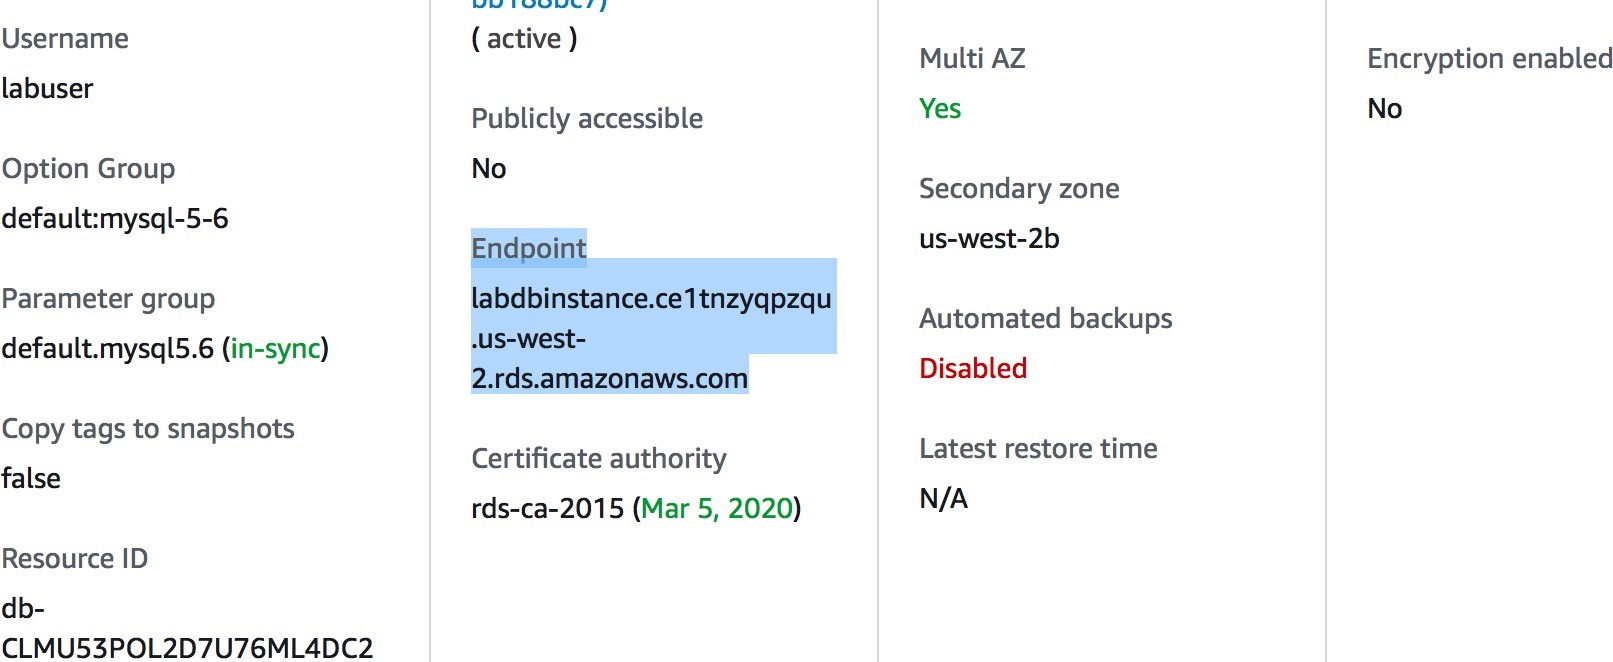 Username
labuser
Option Group
default:mysql-5-6
Parameter group
default.mysql5.6 (in-sync)
Copy tags to snapshots
false
Resource ID
db-
CLMU53POL2D7U76ML4DC2
bb188bc7)
( active )
Publicly accessible
No
Endpoint
labdbinstance.ce1tnzyqpzqu
.us-west-
2.rds.amazonaws.com
Certificate authority
rds-ca-2015 (Mar 5, 2020)
Multi AZ
Yes
Secondary zone
us-west-2b
Automated backups
Disabled
Latest restore time
N/A
Encryption enabled
No